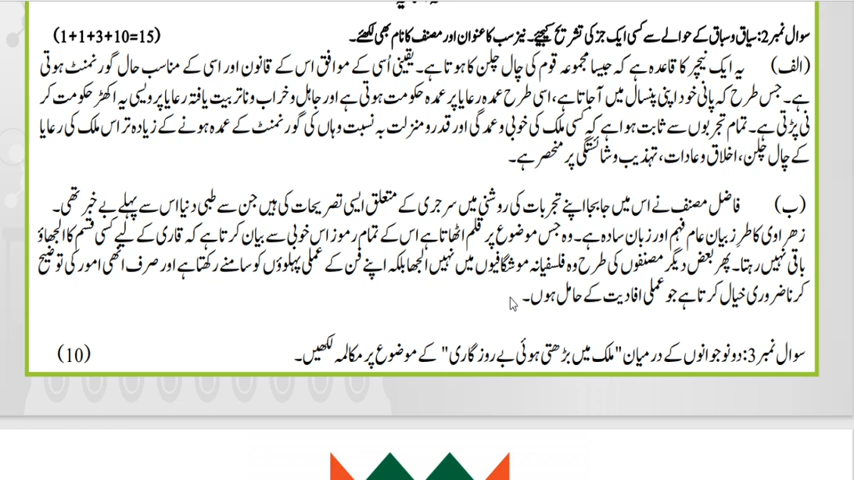 سوال نمبر 2: سیاق و سباق کے حوالے سے کسی ایک جز کی تشریح کیجیئے۔ نیز سب کا عنوان اور مصنف کا نام بھی لکھئے۔ (1+1+3+10=15)
(الف) یہ ایک نیچر کا قاعدہ ہے کہ جیسا مجموعہ قوم کی چال چلن کا ہوتا ہے۔ یقینی اُسی کے موافق اس کے قانون اور اسی کے مناسب حال گورنمنٹ ہوتی
ہے۔ جس طرح کہ پانی خود اپنی پنسال میں آ جاتا ہے، اسی طرح عمدہ رعایا پر عمدہ حکومت ہوتی ہے اور جاہل و خراب و ناتربیت یافتہ رعایا پر ویسی ہی اکھڑ حکومت کر
نی پڑتی ہے۔ تمام تجربوں سے ثابت ہوا ہے کہ کسی ملک کی خوبی و عمدگی اور قدر و منزلت بہ نسبت وہاں کی گورنمنٹ کے عمدہ ہونے کے زیادہ تر اس ملک کی رعایا
کے چال چلن، اخلاق و عادات، تہذیب و شائستگی پر منحصر ہے۔
(ب) فاضل مصنف نے اس میں جا بجا اپنے تجربات کی روشنی میں سرجری کے متعلق ایسی تصریحات کی ہیں جن سے طبی دنیا اس سے پہلے بے خبر تھی۔
زھراوی کا طرز بیان عام فہم اور زبان سادہ ہے۔ وہ جس موضوع پر قلم اٹھاتا ہے اس کے تمام رموز اس خوبی سے بیان کرتا ہے کہ قاری کے لیے کسی قسم کا الجھاؤ
باقی نہیں رہتا۔ پھر بعض دیگر مصنفوں کی طرح وہ فلسفیانہ موشگافیوں میں نہیں الجھا بلکہ اپنے فن کے عملی پہلوؤں کو سامنے رکھتا ہے اور صرف انھی امور کی توضیح
کرنا ضروری خیال کرتا ہے جو عملی افادیت کے حامل ہوں۔
سوال نمبر 3: دو نوجوانوں کے درمیان "ملک میں بڑھتی ہوئی بے روزگاری" کے موضوع پر مکالمہ لکھیں۔ (10)